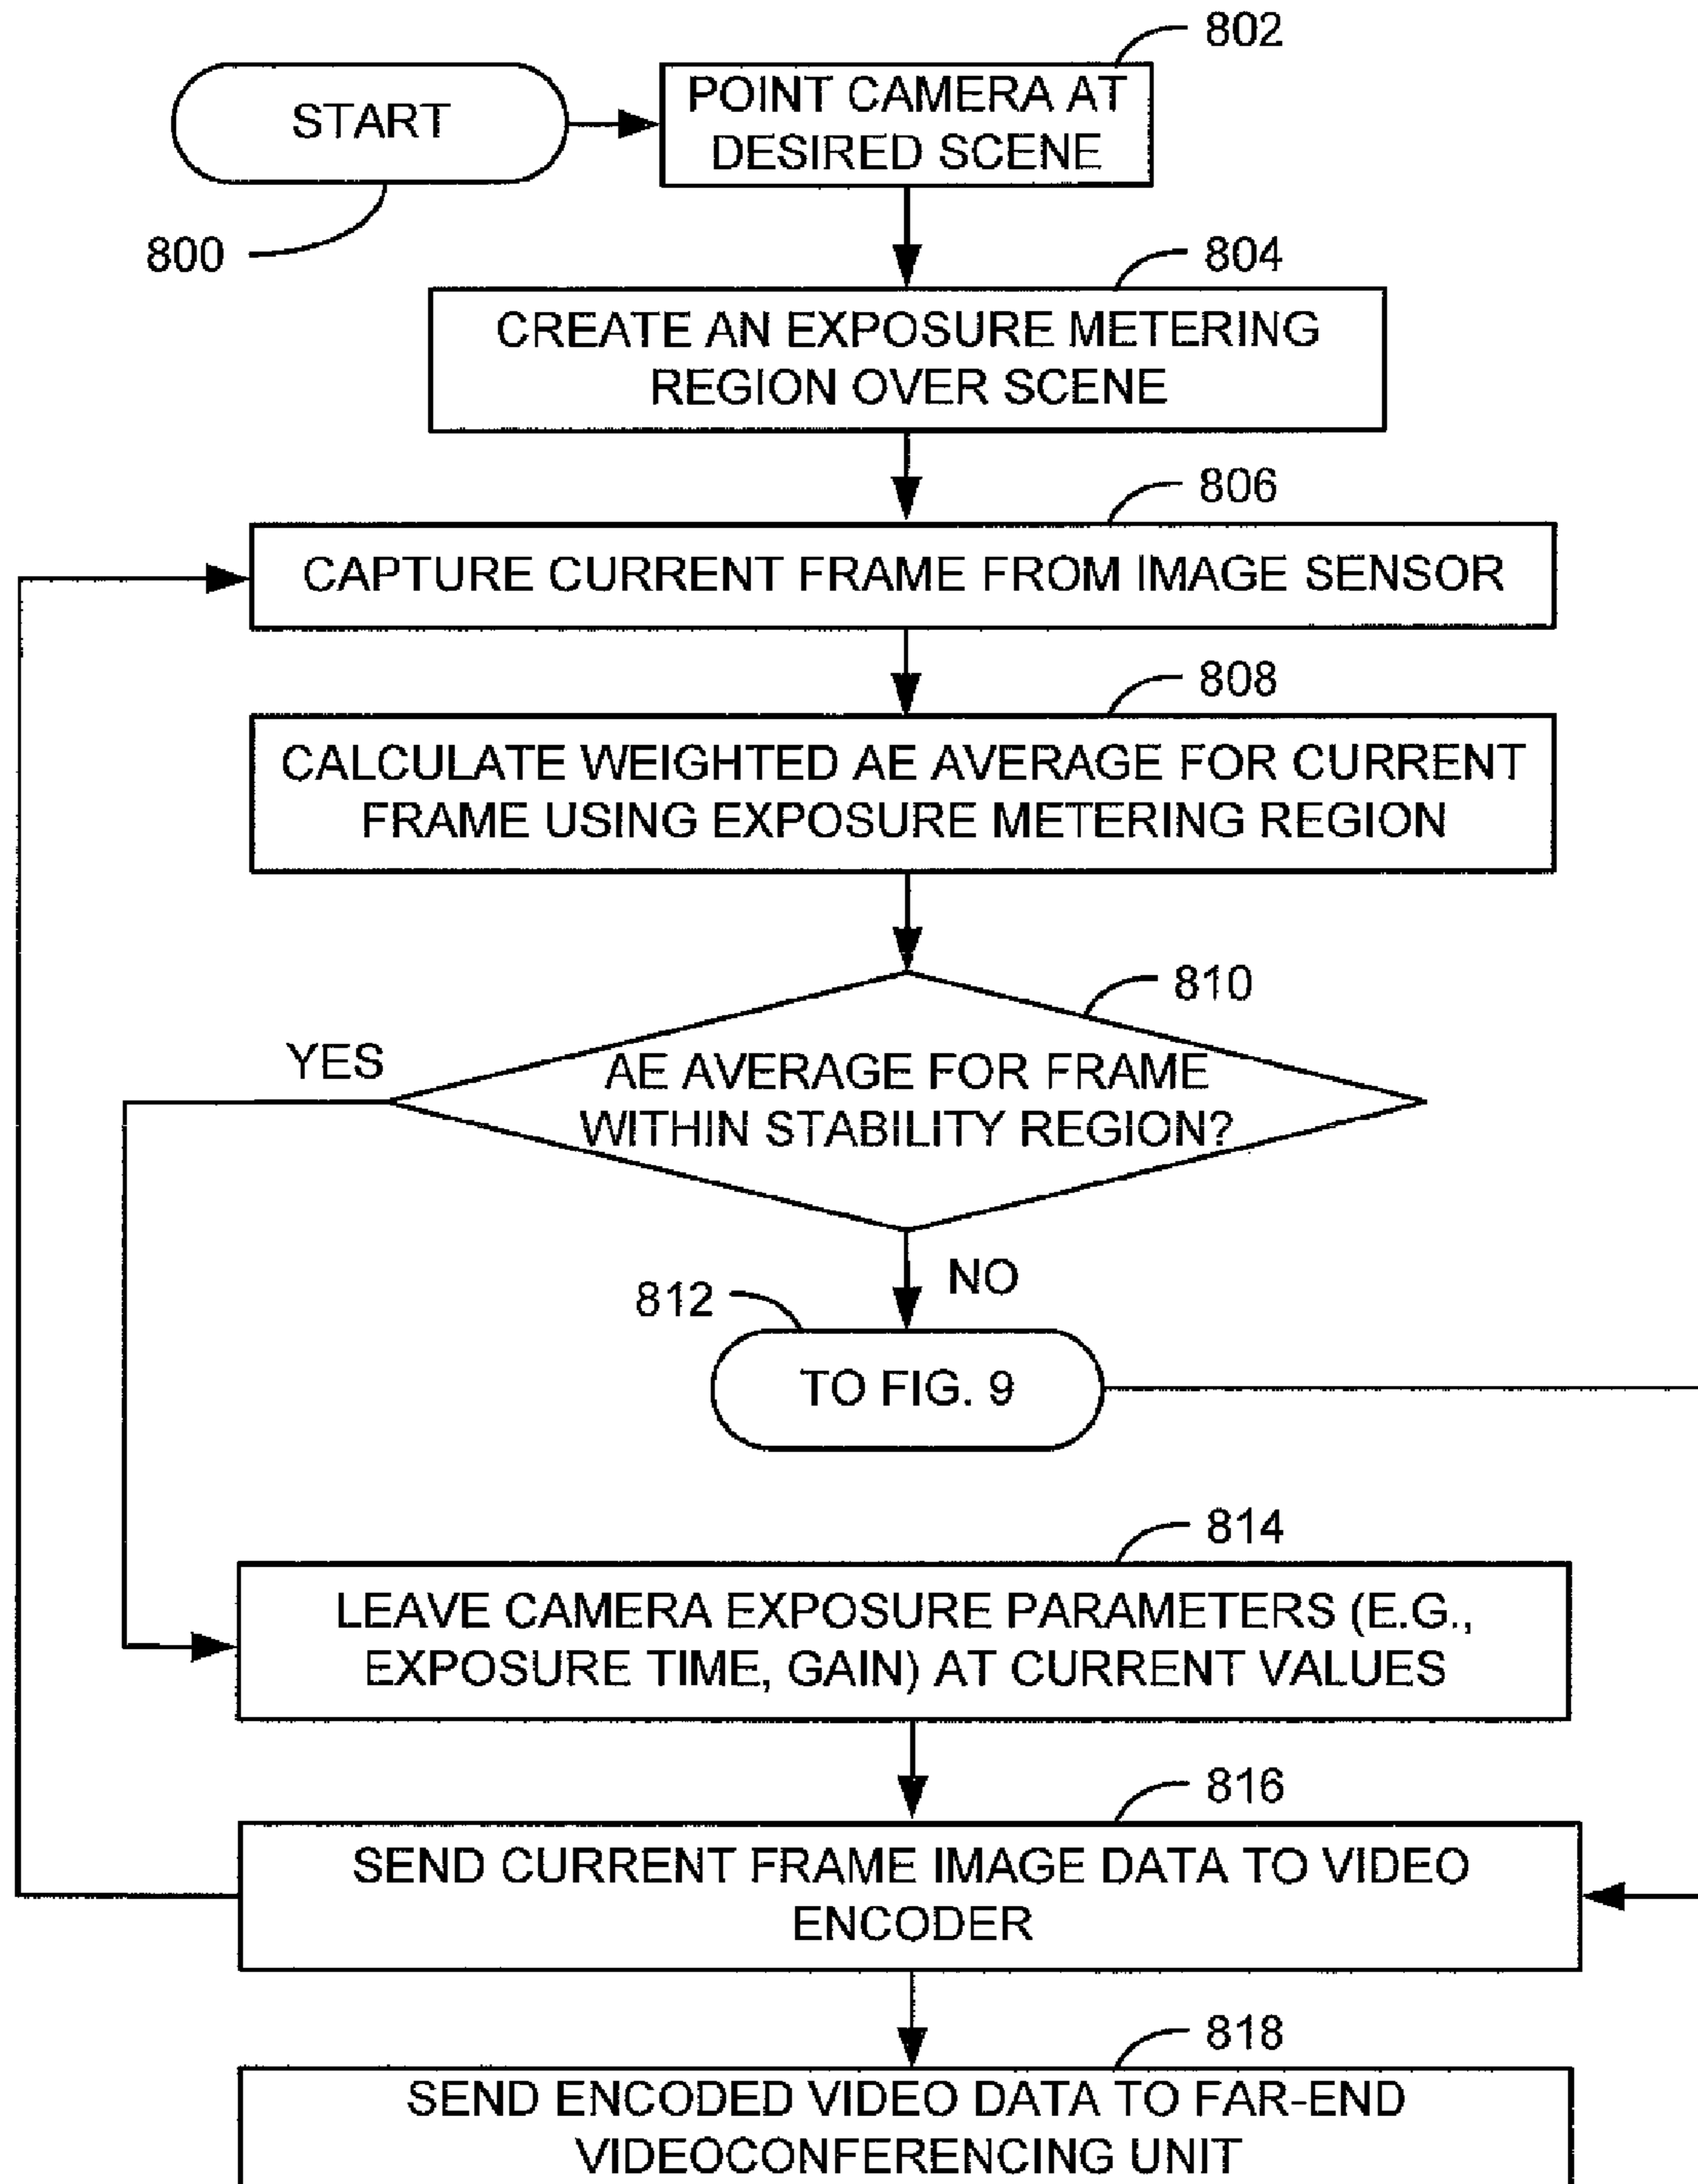 802
START
POINT CAMERA AT
DESIRED SCENE
800
804
CREATE AN EXPOSURE METERING
REGION OVER SCENE
806
CAPTURE CURRENT FRAME FROM IMAGE SENSOR
808
CALCULATE WEIGHTED AE AVERAGE FOR CURRENT
FRAME USING EXPOSURE METERING REGION
810
YES
AE AVERAGE FOR FRAME
WITHIN STABILITY REGION?
NO
812
TO FIG. 9
814
LEAVE CAMERA EXPOSURE PARAMETERS (E.G.,
EXPOSURE TIME, GAIN) AT CURRENT VALUES
816
SEND CURRENT FRAME IMAGE DATA TO VIDEO
ENCODER
818
SEND ENCODED VIDEO DATA TO FAR-END
VIDEOCONFERENCING UNIT